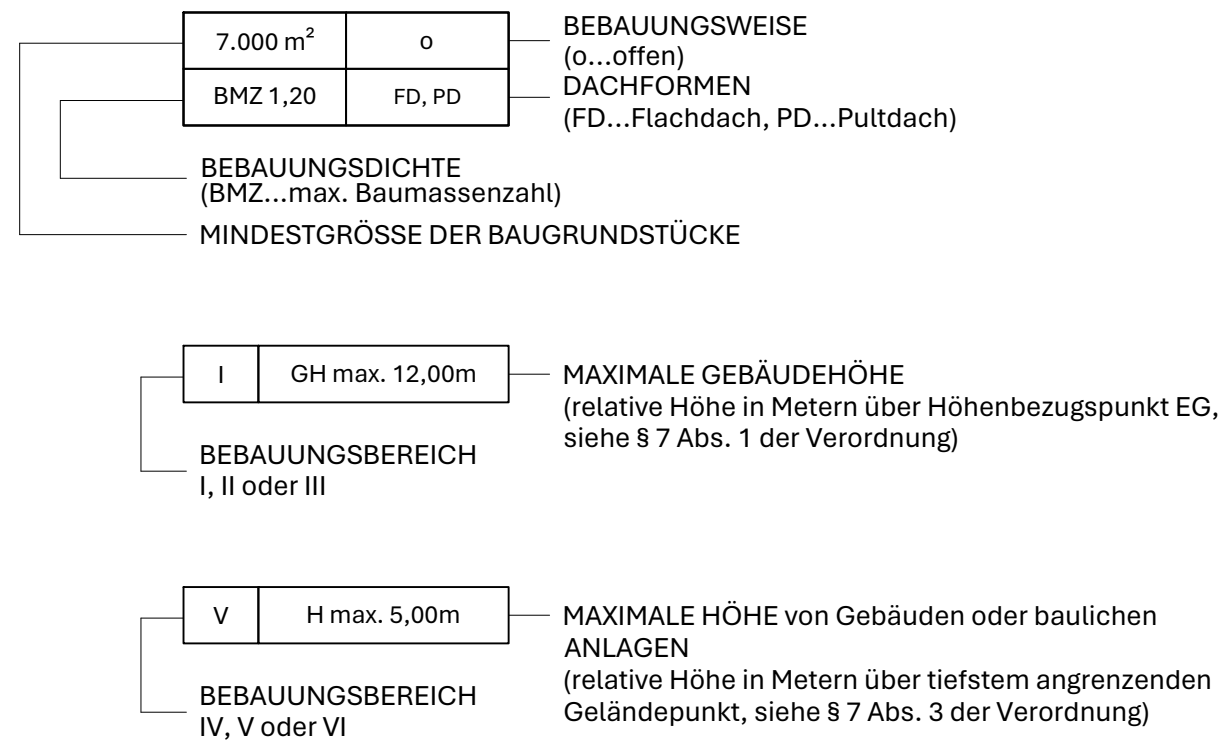 7.000 m² o
BEBAUUNGSWEISE
(o...offen)
BMZ 1,20 FD, PD
DACHFORMEN
(FD...Flachdach, PD...Pultdach)
BEBAUUNGSDICHTE
(BMZ...max. Baumassenzahl)
MINDESTGRÖSSE DER BAUGRUNDSTÜCKE
I GH max. 12,00m
MAXIMALE GEBÄUDEHÖHE
(relative Höhe in Metern über Höhenbezugspunkt EG,
siehe § 7 Abs. 1 der Verordnung)
BEBAUUNGSBEREICH
I, II oder III
V H max. 5,00m
MAXIMALE HÖHE von Gebäuden oder baulichen
ANLAGEN
(relative Höhe in Metern über tiefstem angrenzenden
Geländepunkt, siehe § 7 Abs. 3 der Verordnung)
BEBAUUNGSBEREICH
IV, V oder VI